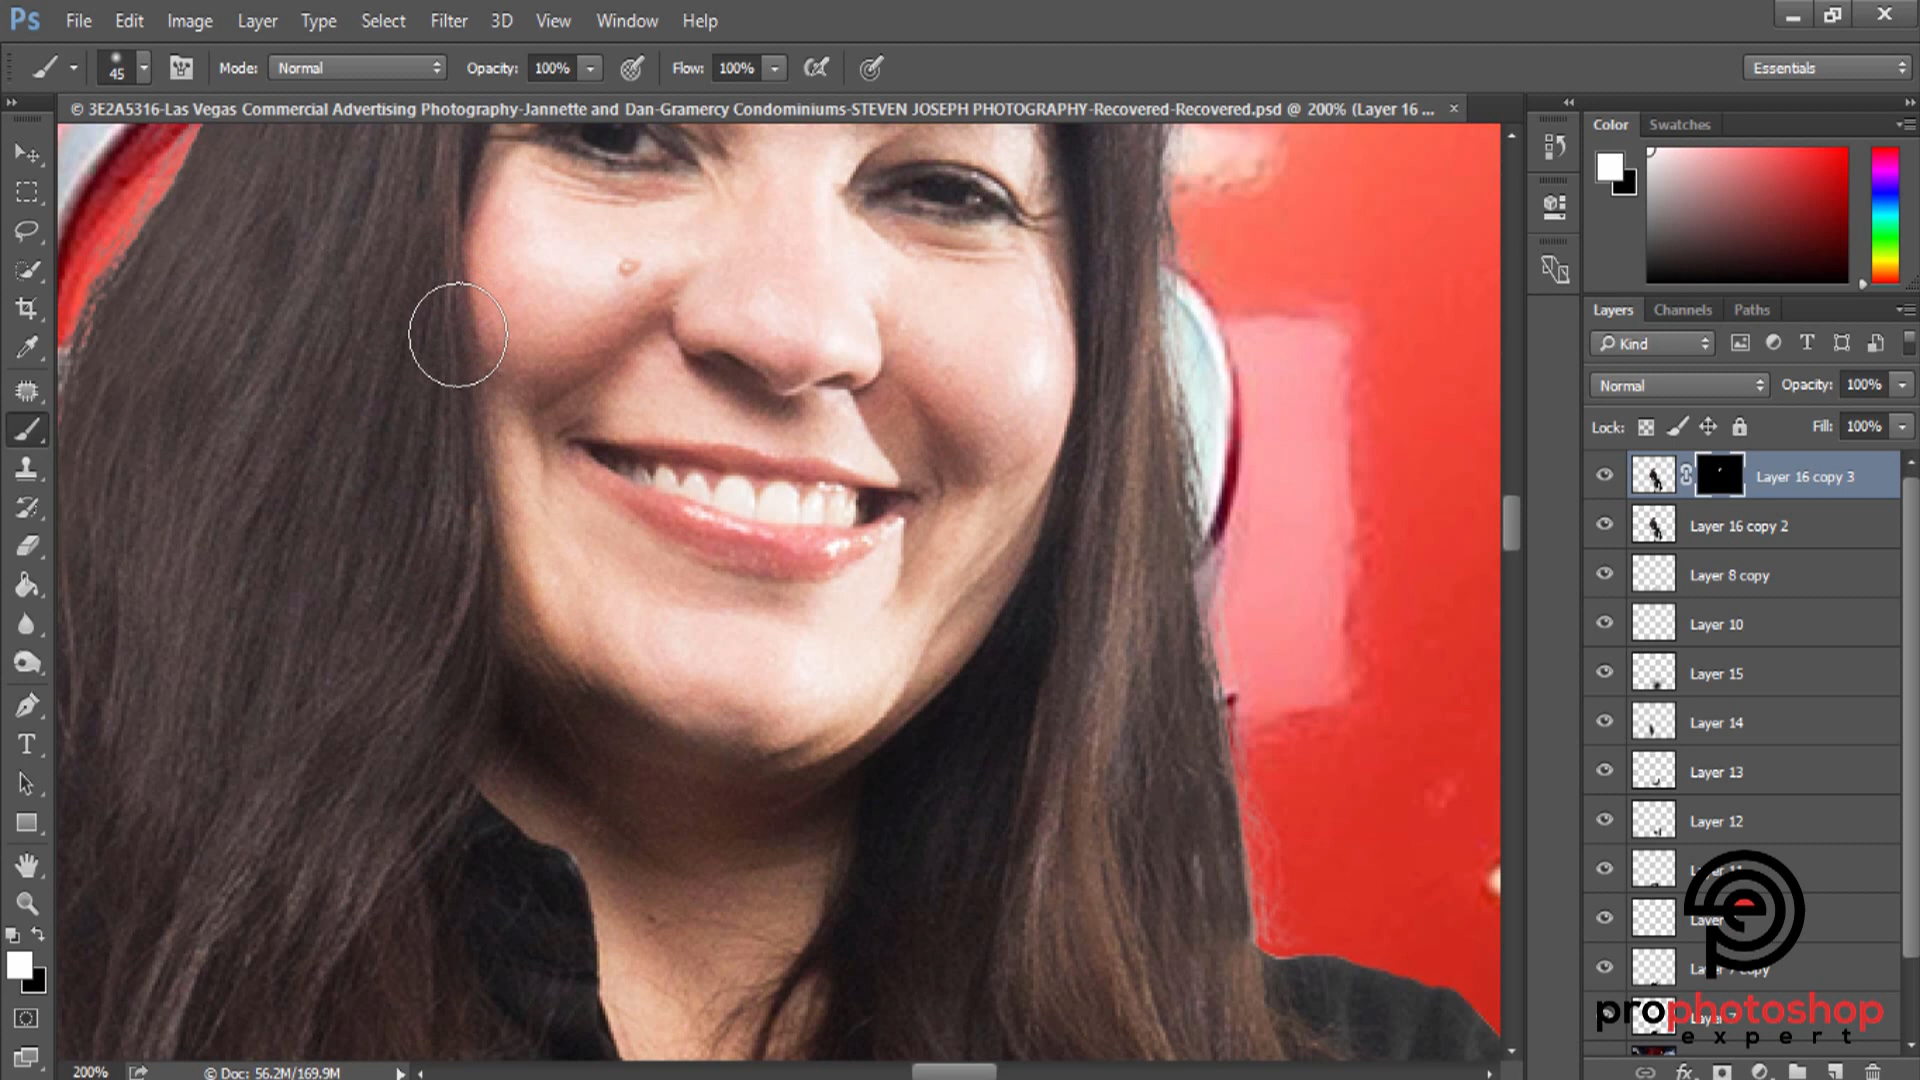 Ps File Edit Image Layer Type Select Filter 3D View Window Help
45 Mode: Normal Opacity: 100% Flow: 100% Essentials
© 3E2A5316-Las Vegas Commercial Advertising Photography-Jannette and Dan-Gramercy Condominiums-STEVEN JOSEPH PHOTOGRAPHY-Recovered-Recovered.psd @ 200% (Layer 16 ...
Color Swatches
Layers Channels Paths
Kind
Normal Opacity: 100%
Lock: Fill: 100%
Layer 16 copy 3
Layer 16 copy 2
Layer 8 copy
Layer 10
Layer 15
Layer 14
Layer 13
Layer 12
Layer 11
prophotoshop
expert
200% © Doc: 56.2M/169.9M